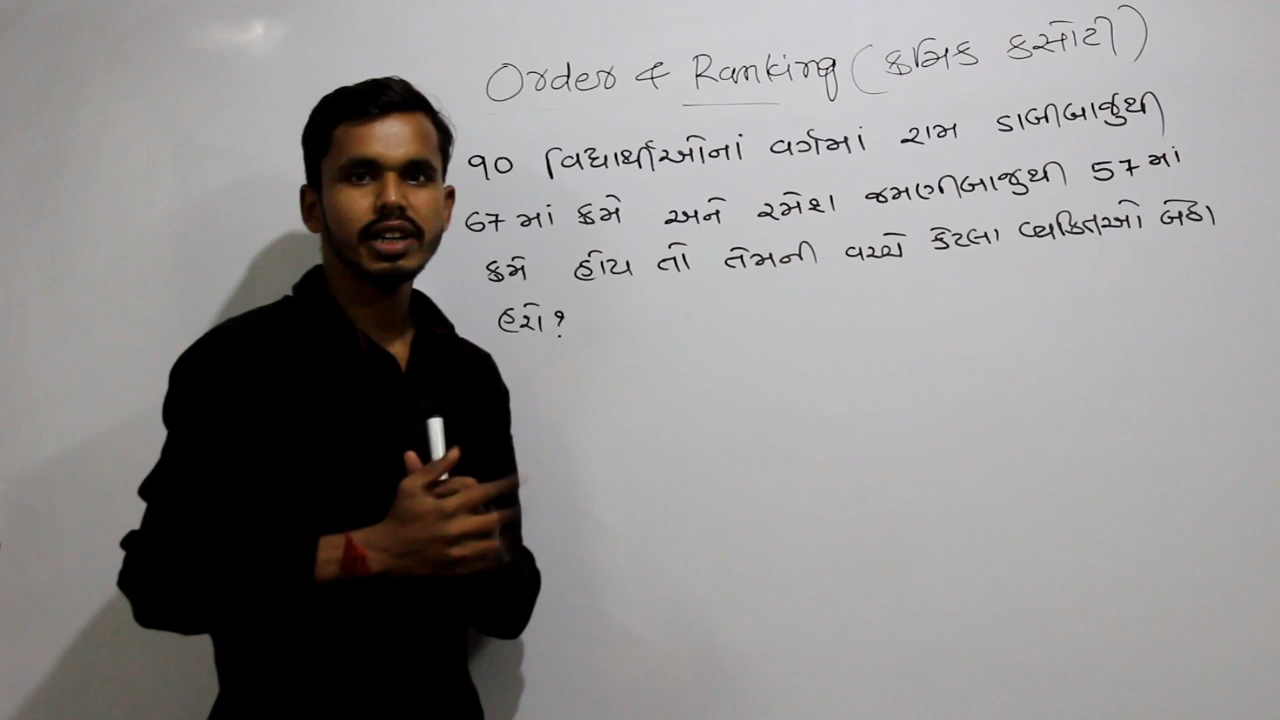 Order & Ranking (ક્રમિક કસોટી)
90 વિદ્યાર્થીઓનાં વર્ગમાં રામ ડાબીબાજુથી
67 માં ક્રમે અને રમેશ જમણીબાજુથી 57 માં
ક્રમે હોય તો તેમની વચ્ચે કેટલા વ્યકિતઓ બેઠા
હશે?